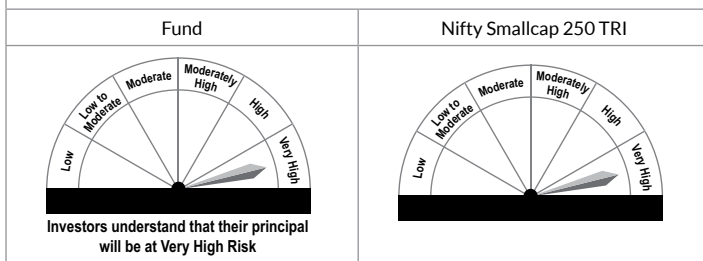 Fund
Nifty Smallcap 250 TRI
Low
Low to
Moderate
Moderate
Moderately
High
High
Very High
Low
Low to
Moderate
Moderate
Moderately
High
High
Very High
Investors understand that their principal
will be at Very High Risk